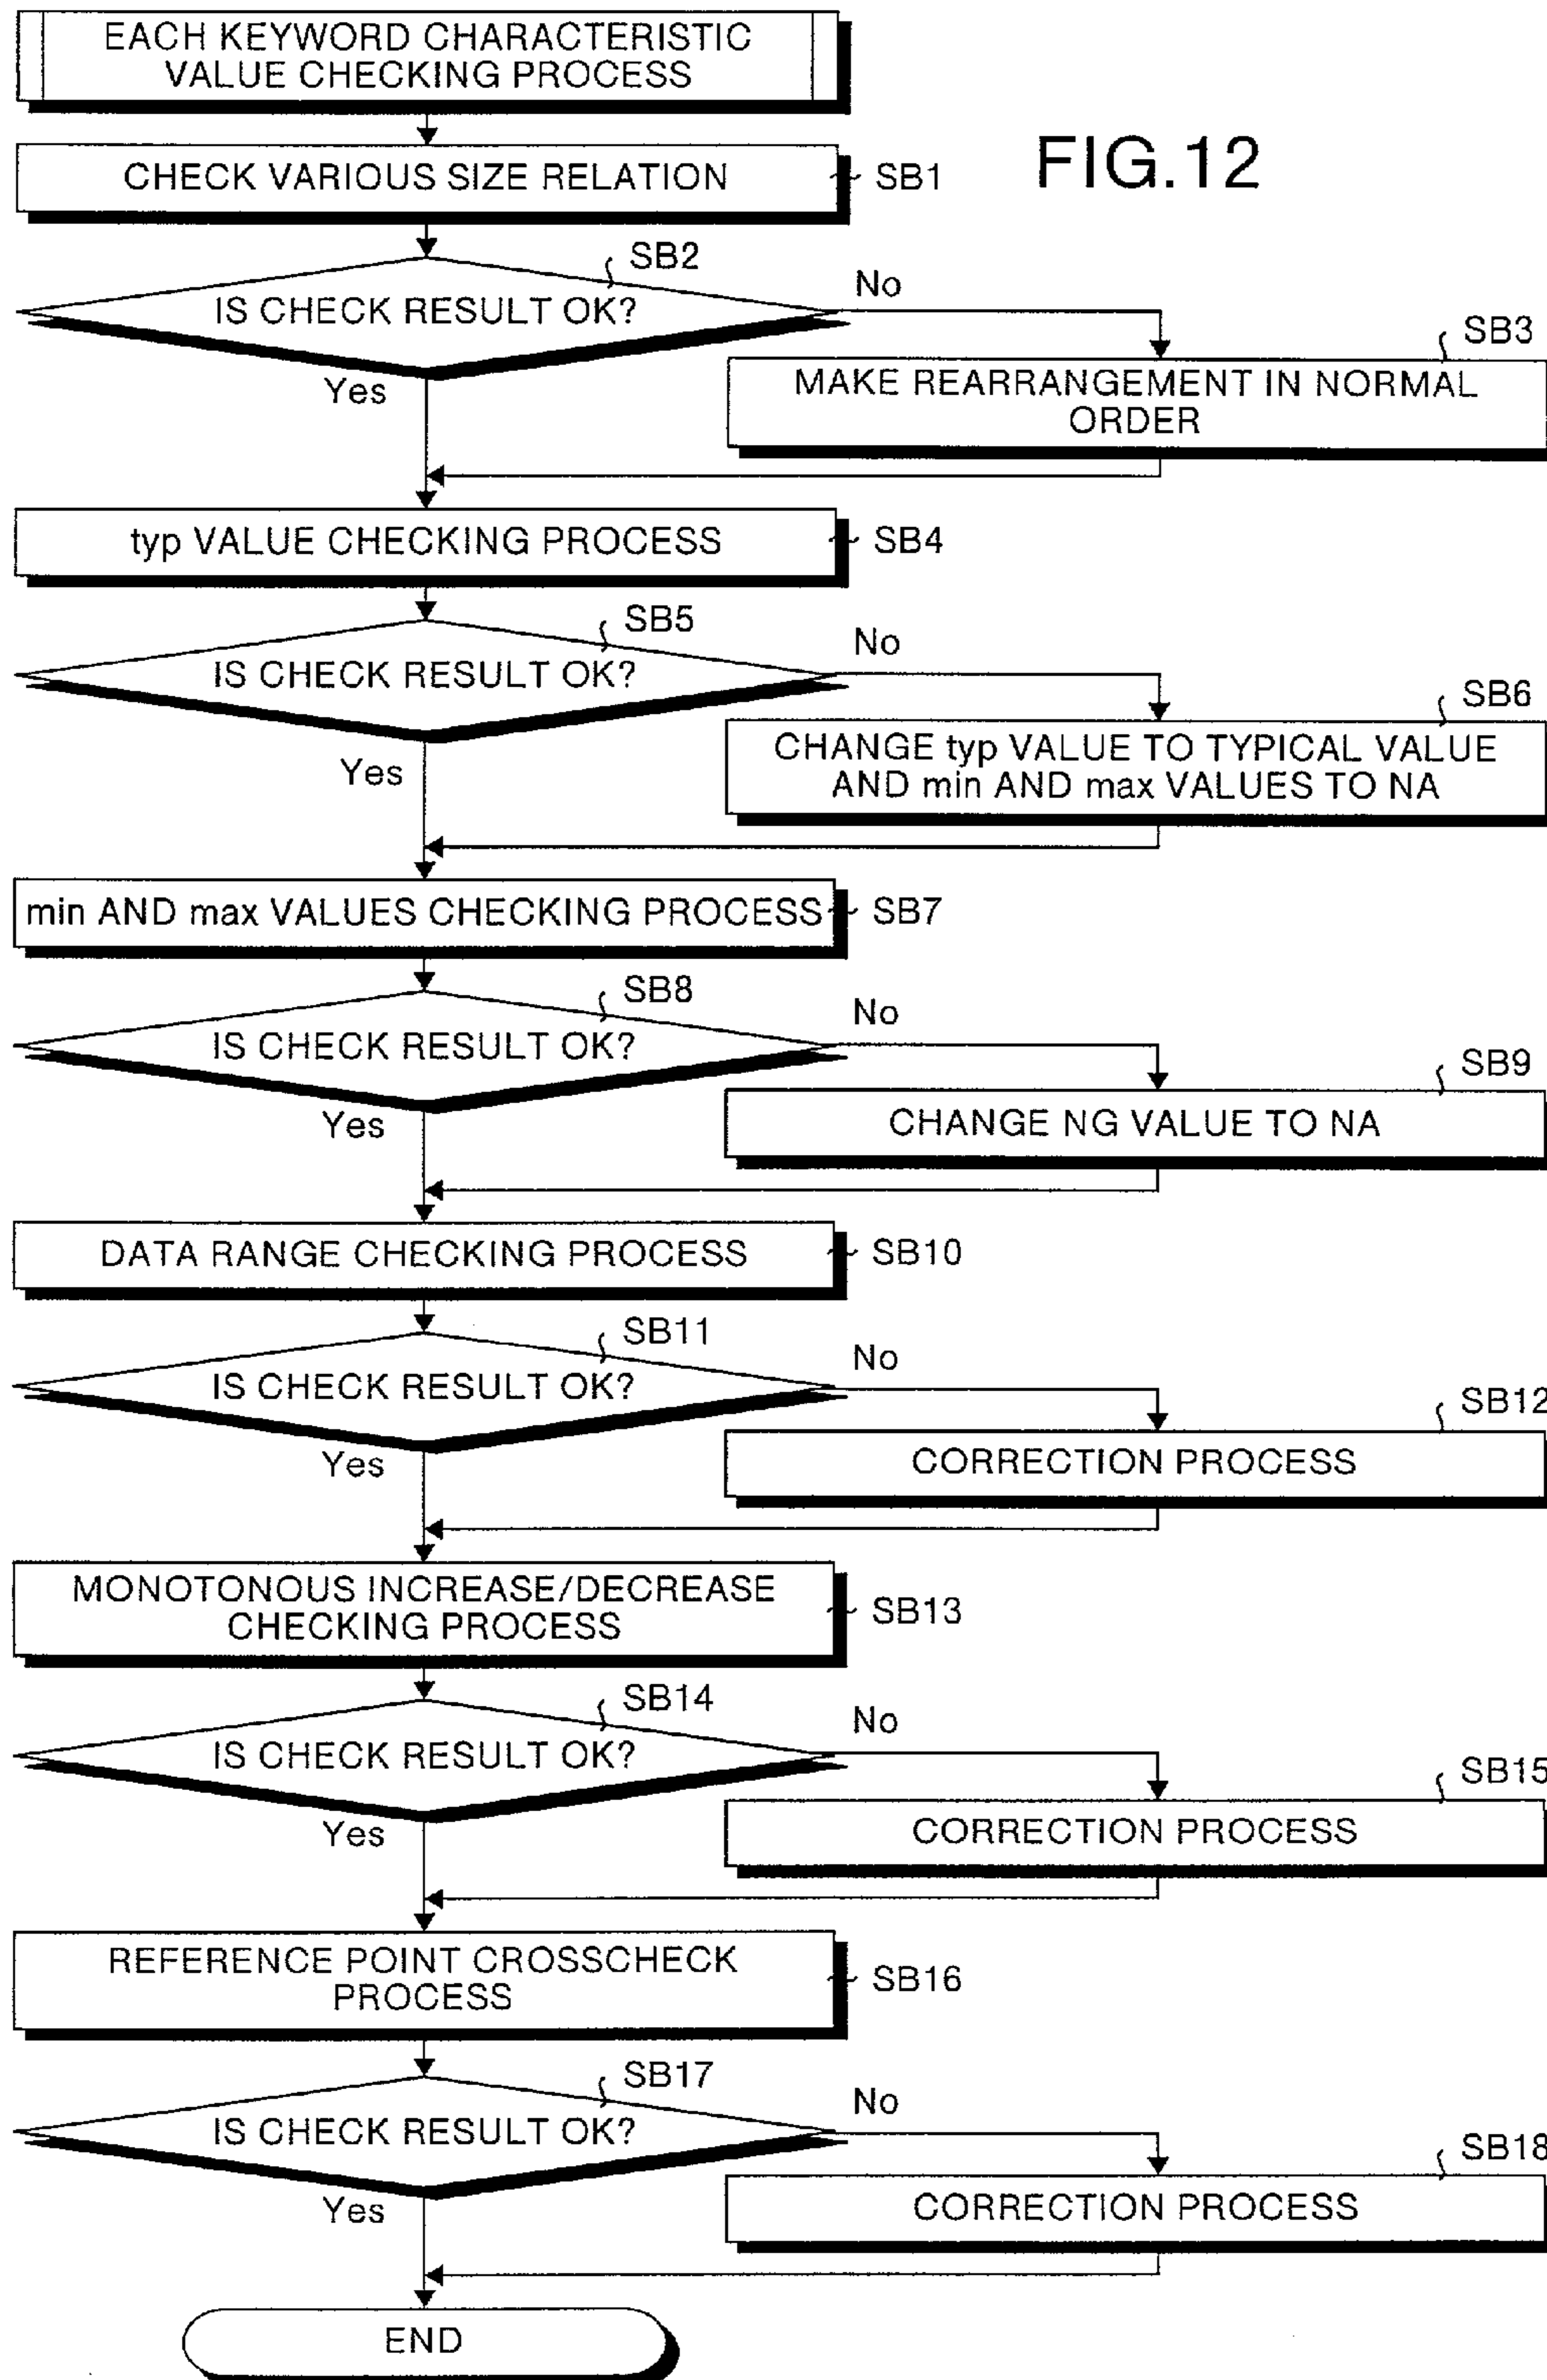 EACH KEYWORD CHARACTERISTIC
VALUE CHECKING PROCESS
FIG.12
CHECK VARIOUS SIZE RELATION
SB1
SB2
IS CHECK RESULT OK?
No
Yes
SB3
MAKE REARRANGEMENT IN NORMAL
ORDER
typ VALUE CHECKING PROCESS
SB4
SB5
IS CHECK RESULT OK?
No
Yes
SB6
CHANGE typ VALUE TO TYPICAL VALUE
AND min AND max VALUES TO NA
min AND max VALUES CHECKING PROCESS
SB7
SB8
IS CHECK RESULT OK?
No
Yes
SB9
CHANGE NG VALUE TO NA
DATA RANGE CHECKING PROCESS
SB10
SB11
IS CHECK RESULT OK?
No
Yes
SB12
CORRECTION PROCESS
MONOTONOUS INCREASE/DECREASE
CHECKING PROCESS
SB13
SB14
IS CHECK RESULT OK?
No
Yes
SB15
CORRECTION PROCESS
REFERENCE POINT CROSSCHECK
PROCESS
SB16
SB17
IS CHECK RESULT OK?
No
Yes
SB18
CORRECTION PROCESS
END